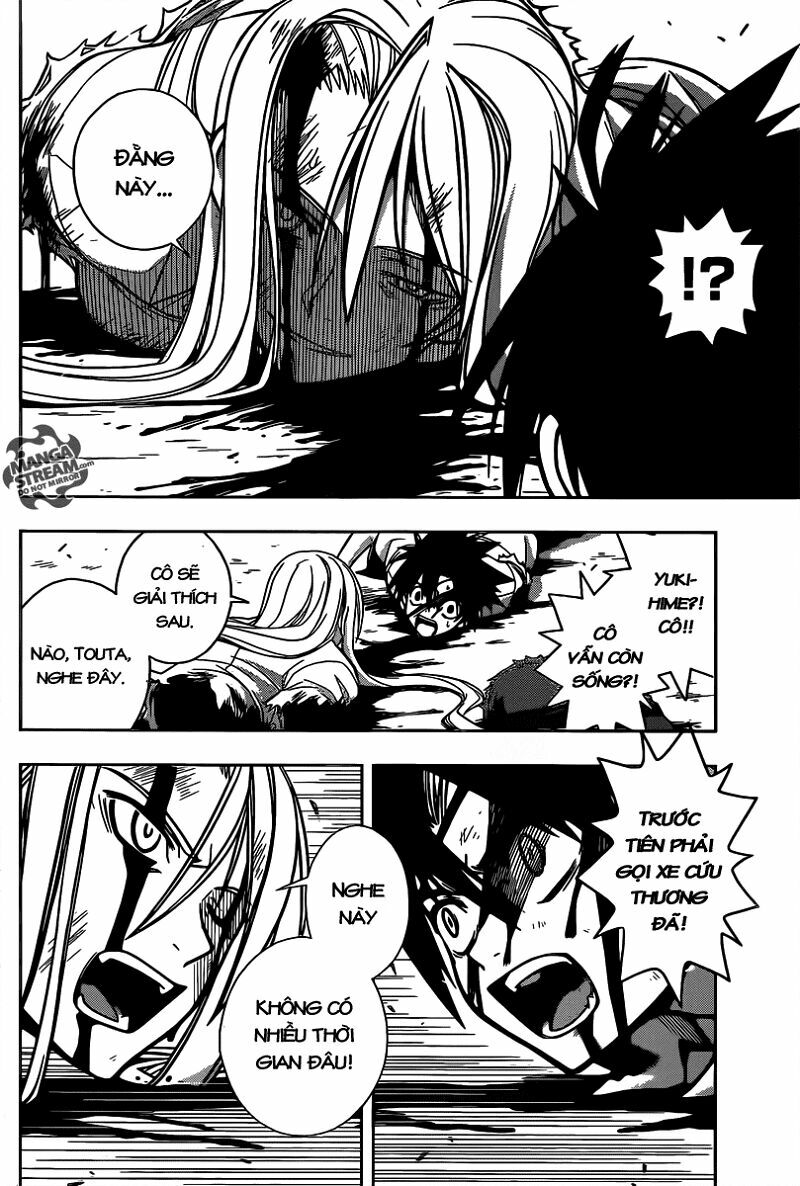 !?
ĐẰNG
NÀY...
MANGA
STREAM.com
DO NOT MIRROR
YUKI-
HIME?!
CÔ!!
CÔ
VẪN CÒN
SỐNG?!
CÔ SẼ
GIẢI THÍCH
SAU.
NÀO, TOUTA,
NGHE ĐÂY.
TRƯỚC
TIÊN PHẢI
GỌI XE CỨU
THƯƠNG
ĐÃ!
NGHE
NÀY
KHÔNG CÓ
NHIỀU THỜI
GIAN ĐÂU!